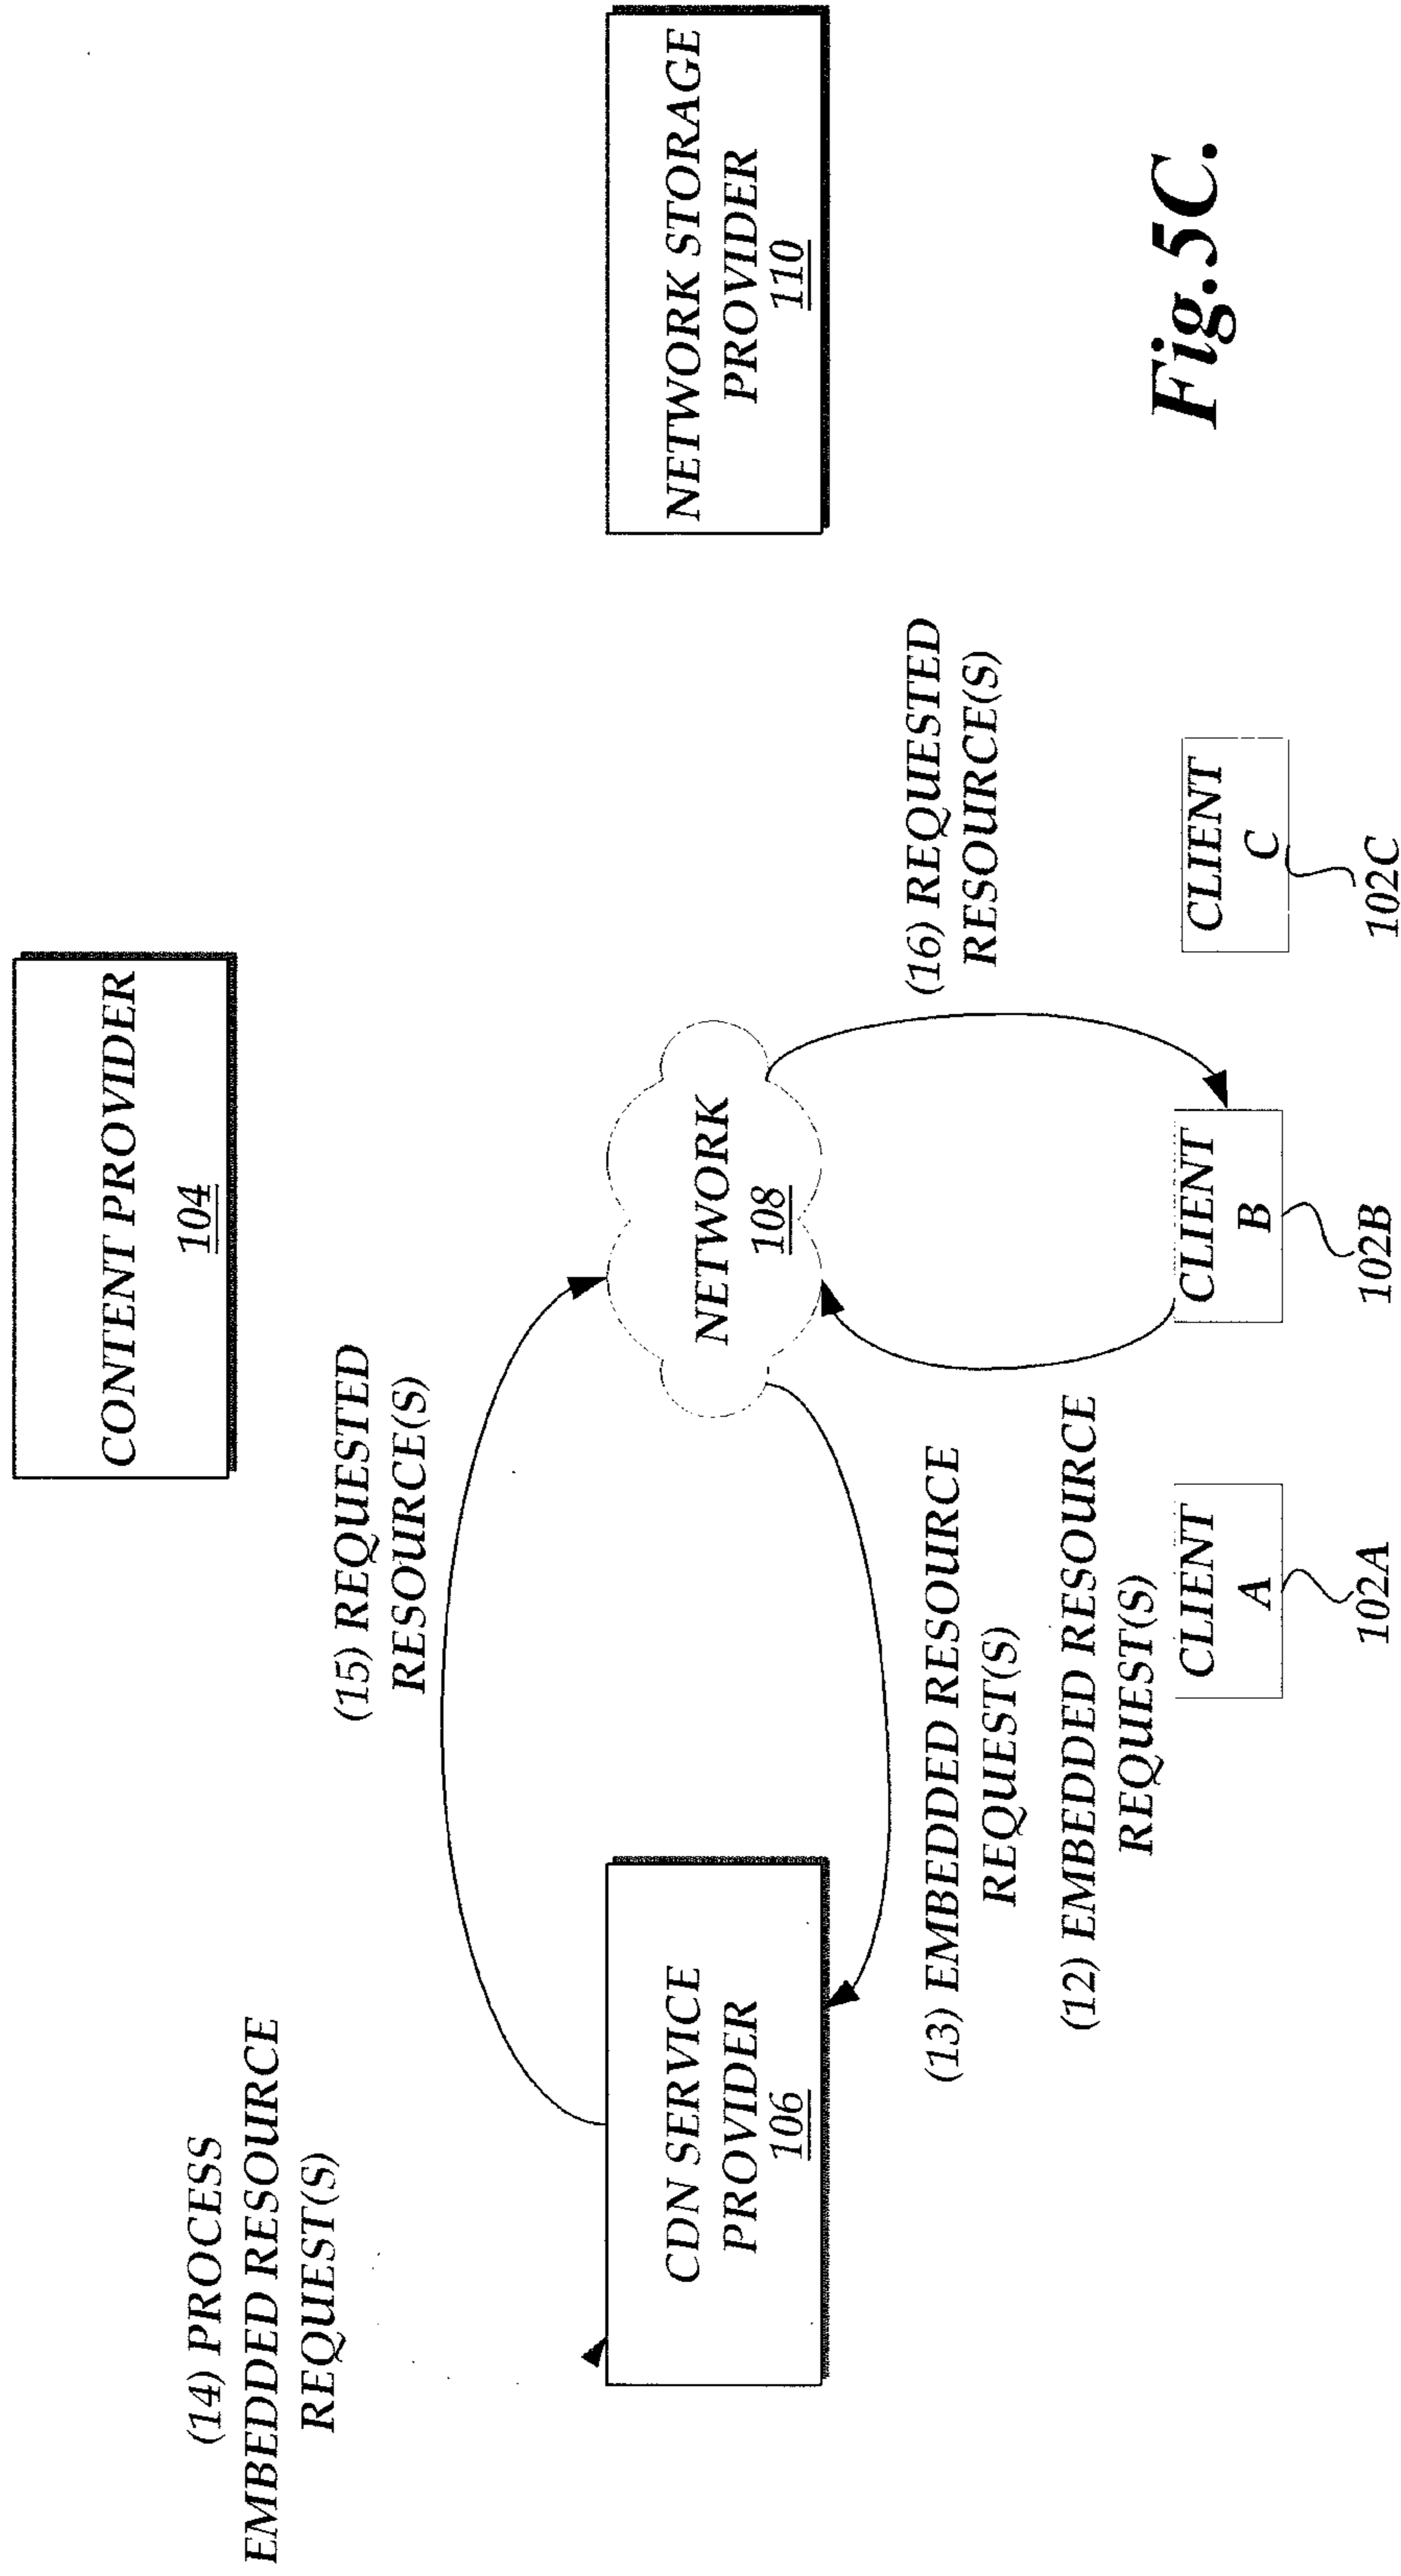 CONTENT PROVIDER
104
(14) PROCESS
EMBEDDED RESOURCE
REQUEST(S)
(15) REQUESTED
RESOURCE(S)
CDN SERVICE
PROVIDER
106
NETWORK
108
NETWORK STORAGE
PROVIDER
110
(13) EMBEDDED RESOURCE
REQUEST(S)
(16) REQUESTED
RESOURCE(S)
(12) EMBEDDED RESOURCE
REQUEST(S)
CLIENT
A
102A
CLIENT
B
102B
CLIENT
C
102C
Fig.5C.